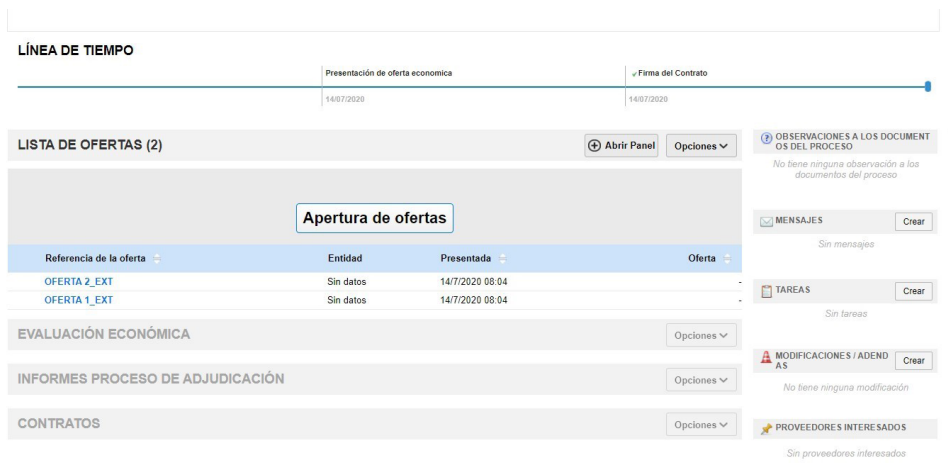 LÍNEA DE TIEMPO
Presentación de oferta economica
Firma del Contrato
14/07/2020
14/07/2020
LISTA DE OFERTAS (2)
Abrir Panel
Opciones
Apertura de ofertas
Referencia de la oferta
Entidad
Presentada
Oferta
OFERTA 2_EXT
Sin datos
14/7/2020 08:04
-
OFERTA 1_EXT
Sin datos
14/7/2020 08:04
-
EVALUACIÓN ECONÓMICA
Opciones
INFORMES PROCESO DE ADJUDICACIÓN
Opciones
CONTRATOS
Opciones
OBSERVACIONES A LOS DOCUMENT
OS DEL PROCESO
No tiene ninguna observación a los
documentos del proceso
MENSAJES
Crear
Sin mensajes
TAREAS
Crear
Sin tareas
MODIFICACIONES / ADEND
AS
Crear
No tiene ninguna modificación
PROVEEDORES INTERESADOS
Sin proveedores interesados